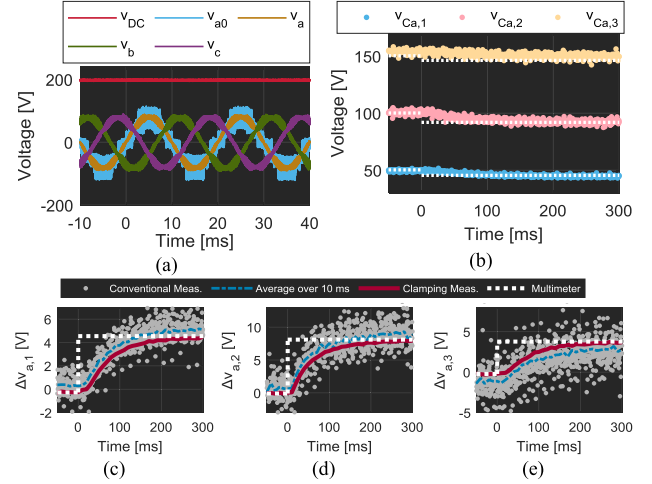 v_DC v_a0 v_a
v_b v_c
Voltage [V]
200
0
-200
-10 0 10 20 30 40
Time [ms]
(a)
v_Ca,1 v_Ca,2 v_Ca,3
Voltage [V]
150
100
50
0 100 200 300
Time [ms]
(b)
Conventional Meas. Average over 10 ms Clamping Meas. Multimeter
Δv_a,1 [V]
6
4
2
0
-2
0 100 200 300
Time [ms]
(c)
Δv_a,2 [V]
10
5
0
0 100 200 300
Time [ms]
(d)
Δv_a,3 [V]
5
0
-5
0 100 200 300
Time [ms]
(e)